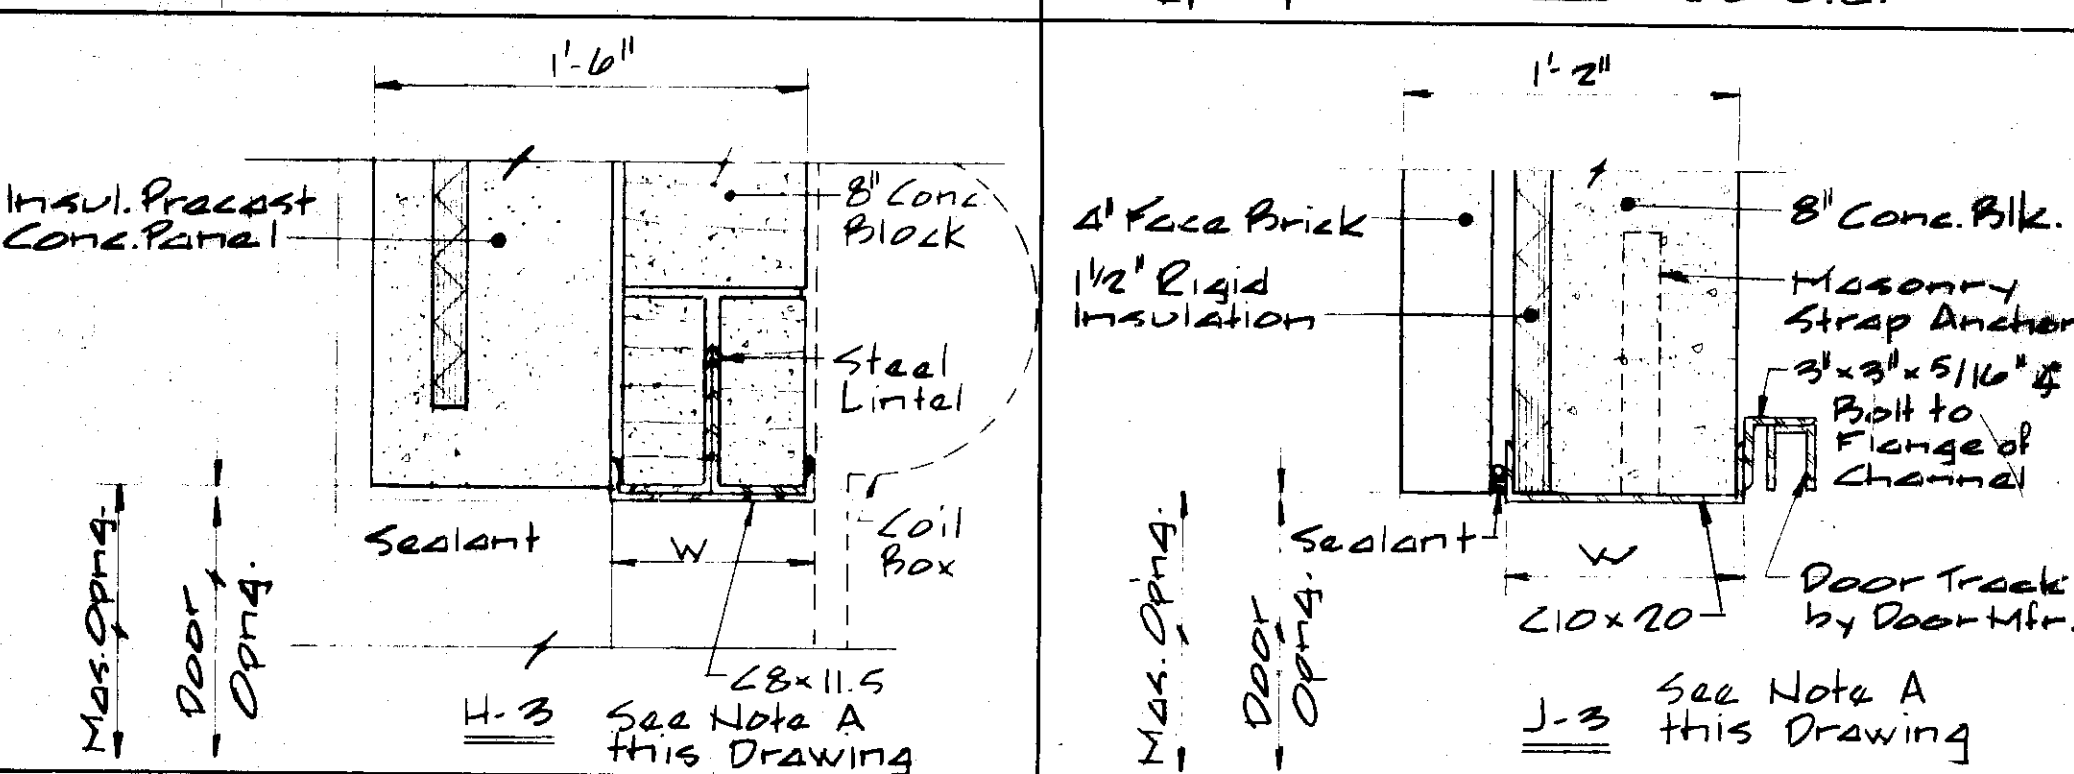 1'-6"
Insul. Precast
Conc. Panel
8" Conc
Block
Steel
Lintel
Sealant
W
Coil
Box
Mas. Opng.
Door
Opng.
C8x11.5
H-3
See Note A
this Drawing
1'-2"
4" Face Brick
1 1/2" Rigid
Insulation
8" Conc. Blk.
Masonry
Strap Anchor
3"x3"x5/16"
Bolt to
Flange of
Channel
Sealant
W
Door Track
by Door Mfr.
C10x20
Mas. Opng.
Door
Opng.
J-3
See Note A
this Drawing